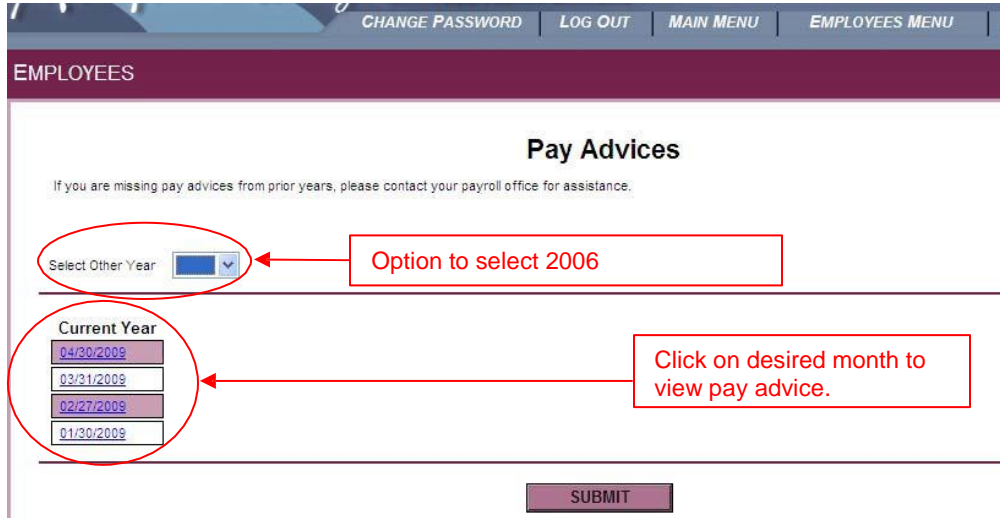 CHANGE PASSWORD | LOG OUT | MAIN MENU | EMPLOYEES MENU |
EMPLOYEES
Pay Advices
If you are missing pay advices from prior years, please contact your payroll office for assistance.
Select Other Year
Option to select 2006
Current Year
04/30/2009
03/31/2009
02/27/2009
01/30/2009
Click on desired month to
view pay advice.
SUBMIT